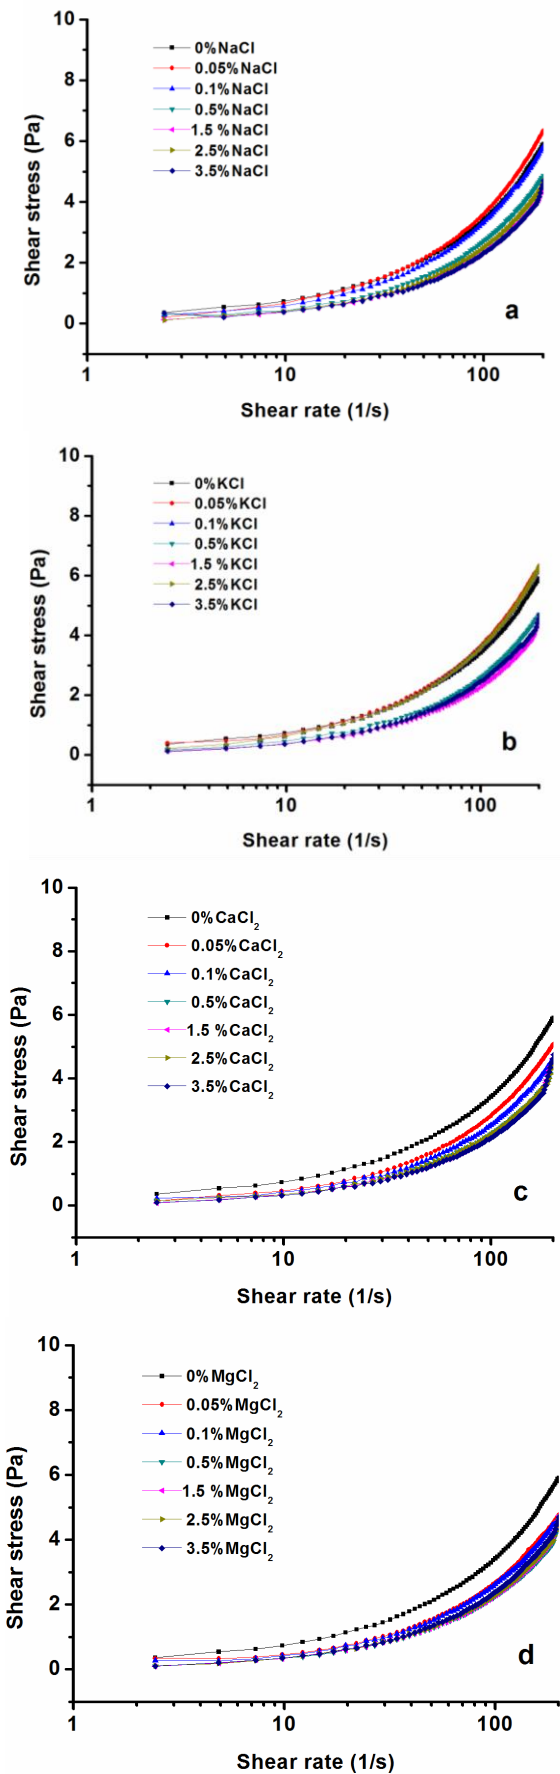 10
8
6
4
2
0
Shear stress (Pa)
0%NaCl
0.05%NaCl
0.1%NaCl
0.5%NaCl
1.5 %NaCl
2.5%NaCl
3.5%NaCl
a
1 10 100
Shear rate (1/s)
10
8
6
4
2
0
Shear stress (Pa)
0%KCl
0.05%KCl
0.1%KCl
0.5%KCl
1.5 %KCl
2.5%KCl
3.5%KCl
b
1 10 100
Shear rate (1/s)
10
8
6
4
2
0
Shear stress (Pa)
0%CaCl2
0.05%CaCl2
0.1%CaCl2
0.5%CaCl2
1.5 %CaCl2
2.5%CaCl2
3.5%CaCl2
c
1 10 100
Shear rate (1/s)
10
8
6
4
2
0
Shear stress (Pa)
0%MgCl2
0.05%MgCl2
0.1%MgCl2
0.5%MgCl2
1.5 %MgCl2
2.5%MgCl2
3.5%MgCl2
d
1 10 100
Shear rate (1/s)